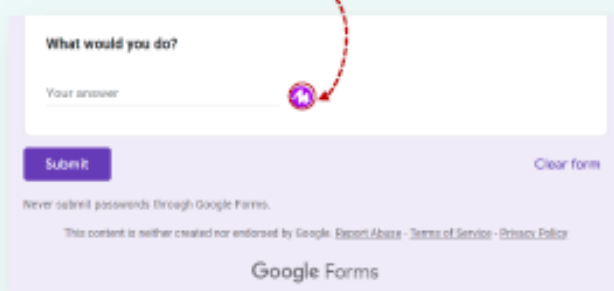 What would you do?
Your answer
Submit
Clear form
Never submit passwords through Google Forms.
This content is neither created nor endorsed by Google. Report Abuse - Terms of Service - Privacy Policy
Google Forms